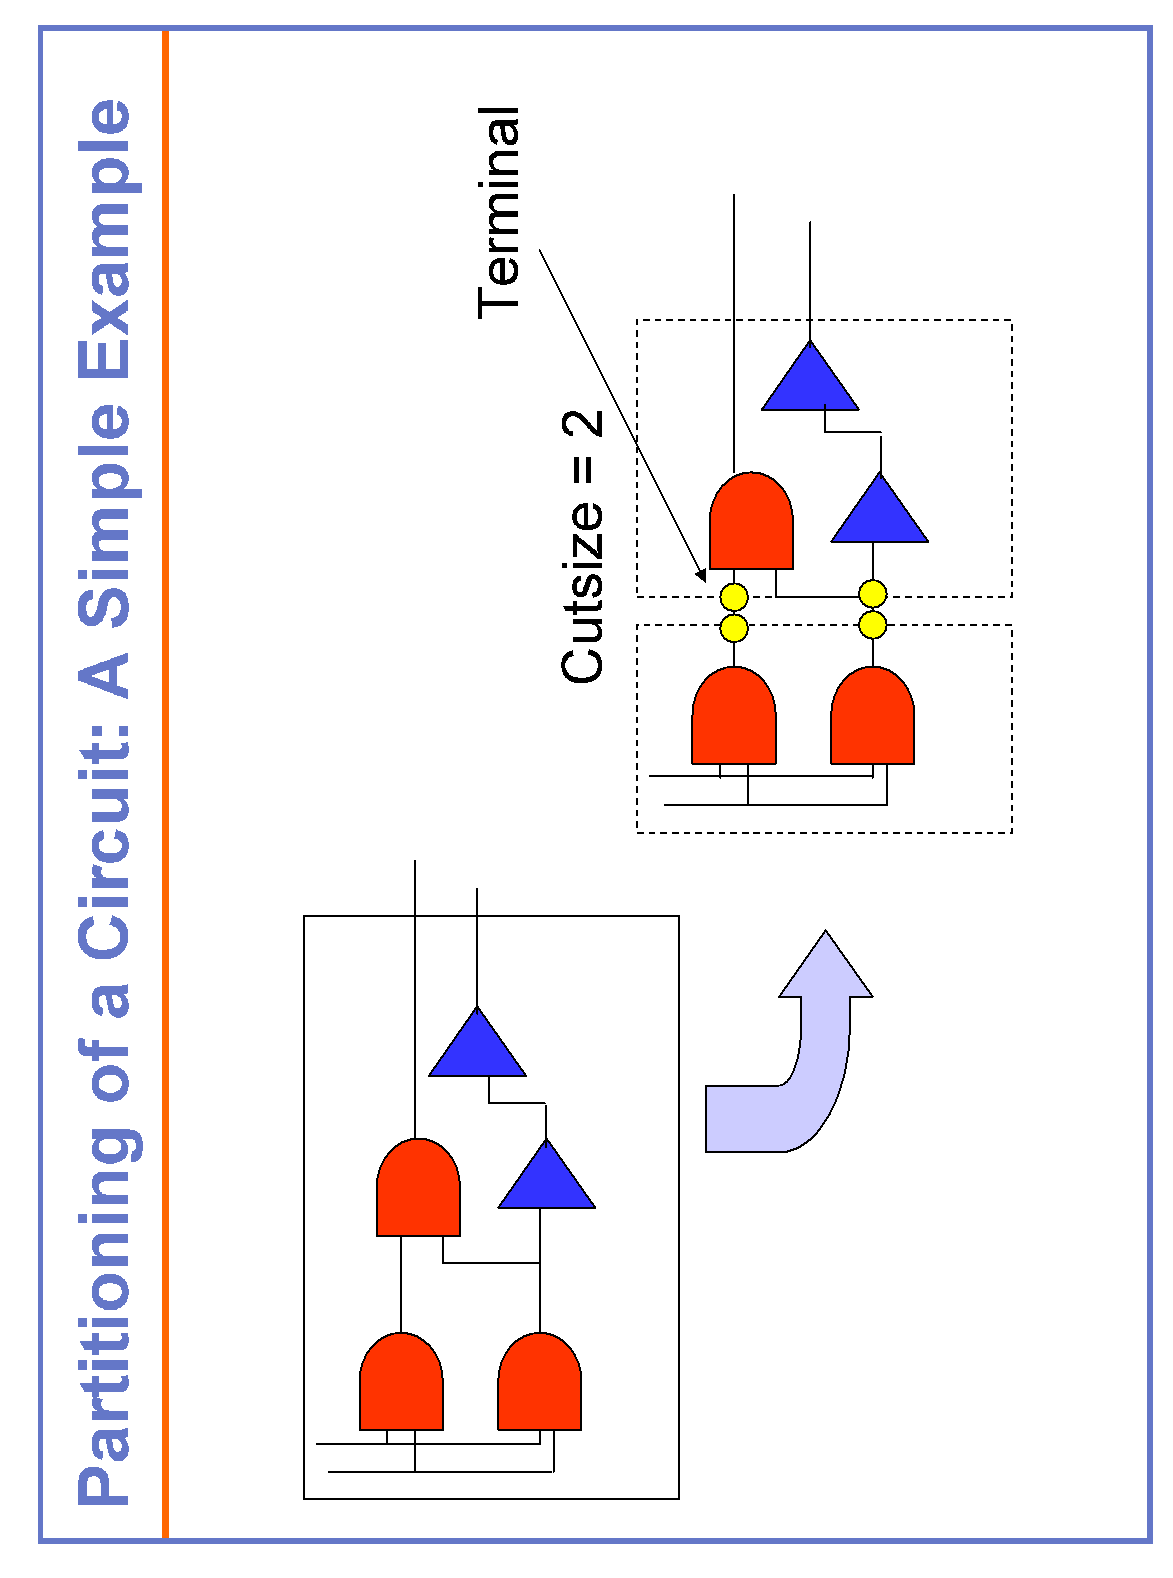 Partitioning of a Circuit: A Simple Example
Terminal
Cutsize = 2